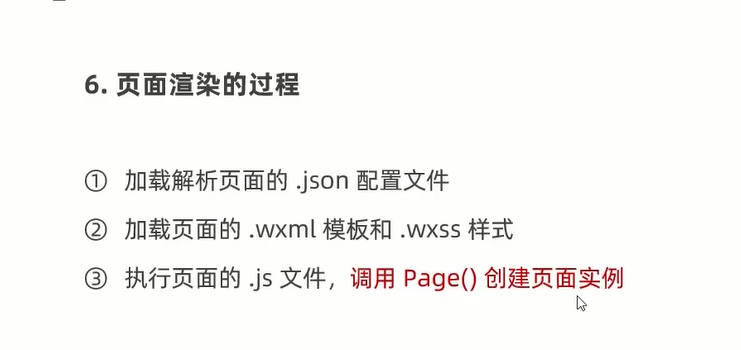 6. 页面渲染的过程
① 加载解析页面的 .json 配置文件
② 加载页面的 .wxml 模板和 .wxss 样式
③ 执行页面的 .js 文件，调用 Page() 创建页面实例